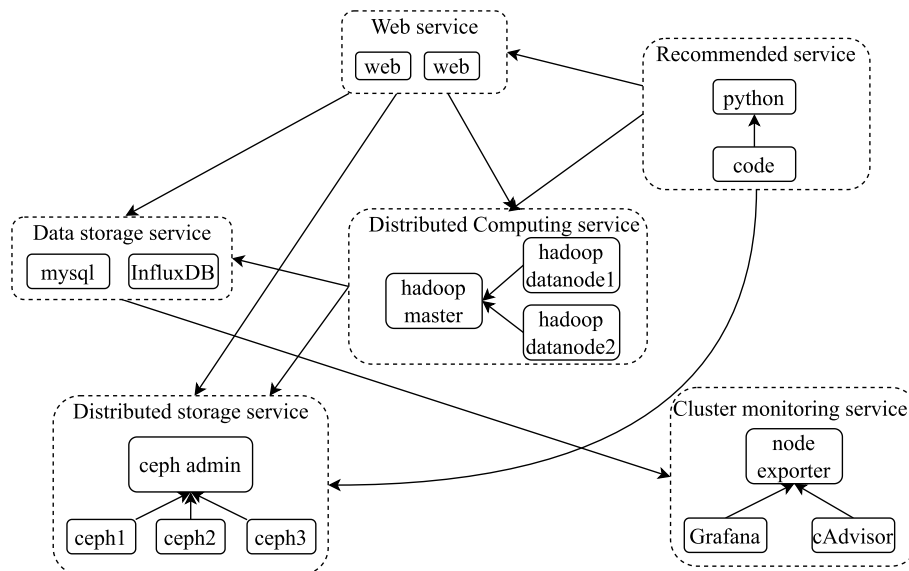 Web service
web
web
Recommended service
python
code
Data storage service
mysql
InfluxDB
Distributed Computing service
hadoop
master
hadoop
datanode1
hadoop
datanode2
Distributed storage service
ceph admin
ceph1
ceph2
ceph3
Cluster monitoring service
node
exporter
Grafana
cAdvisor